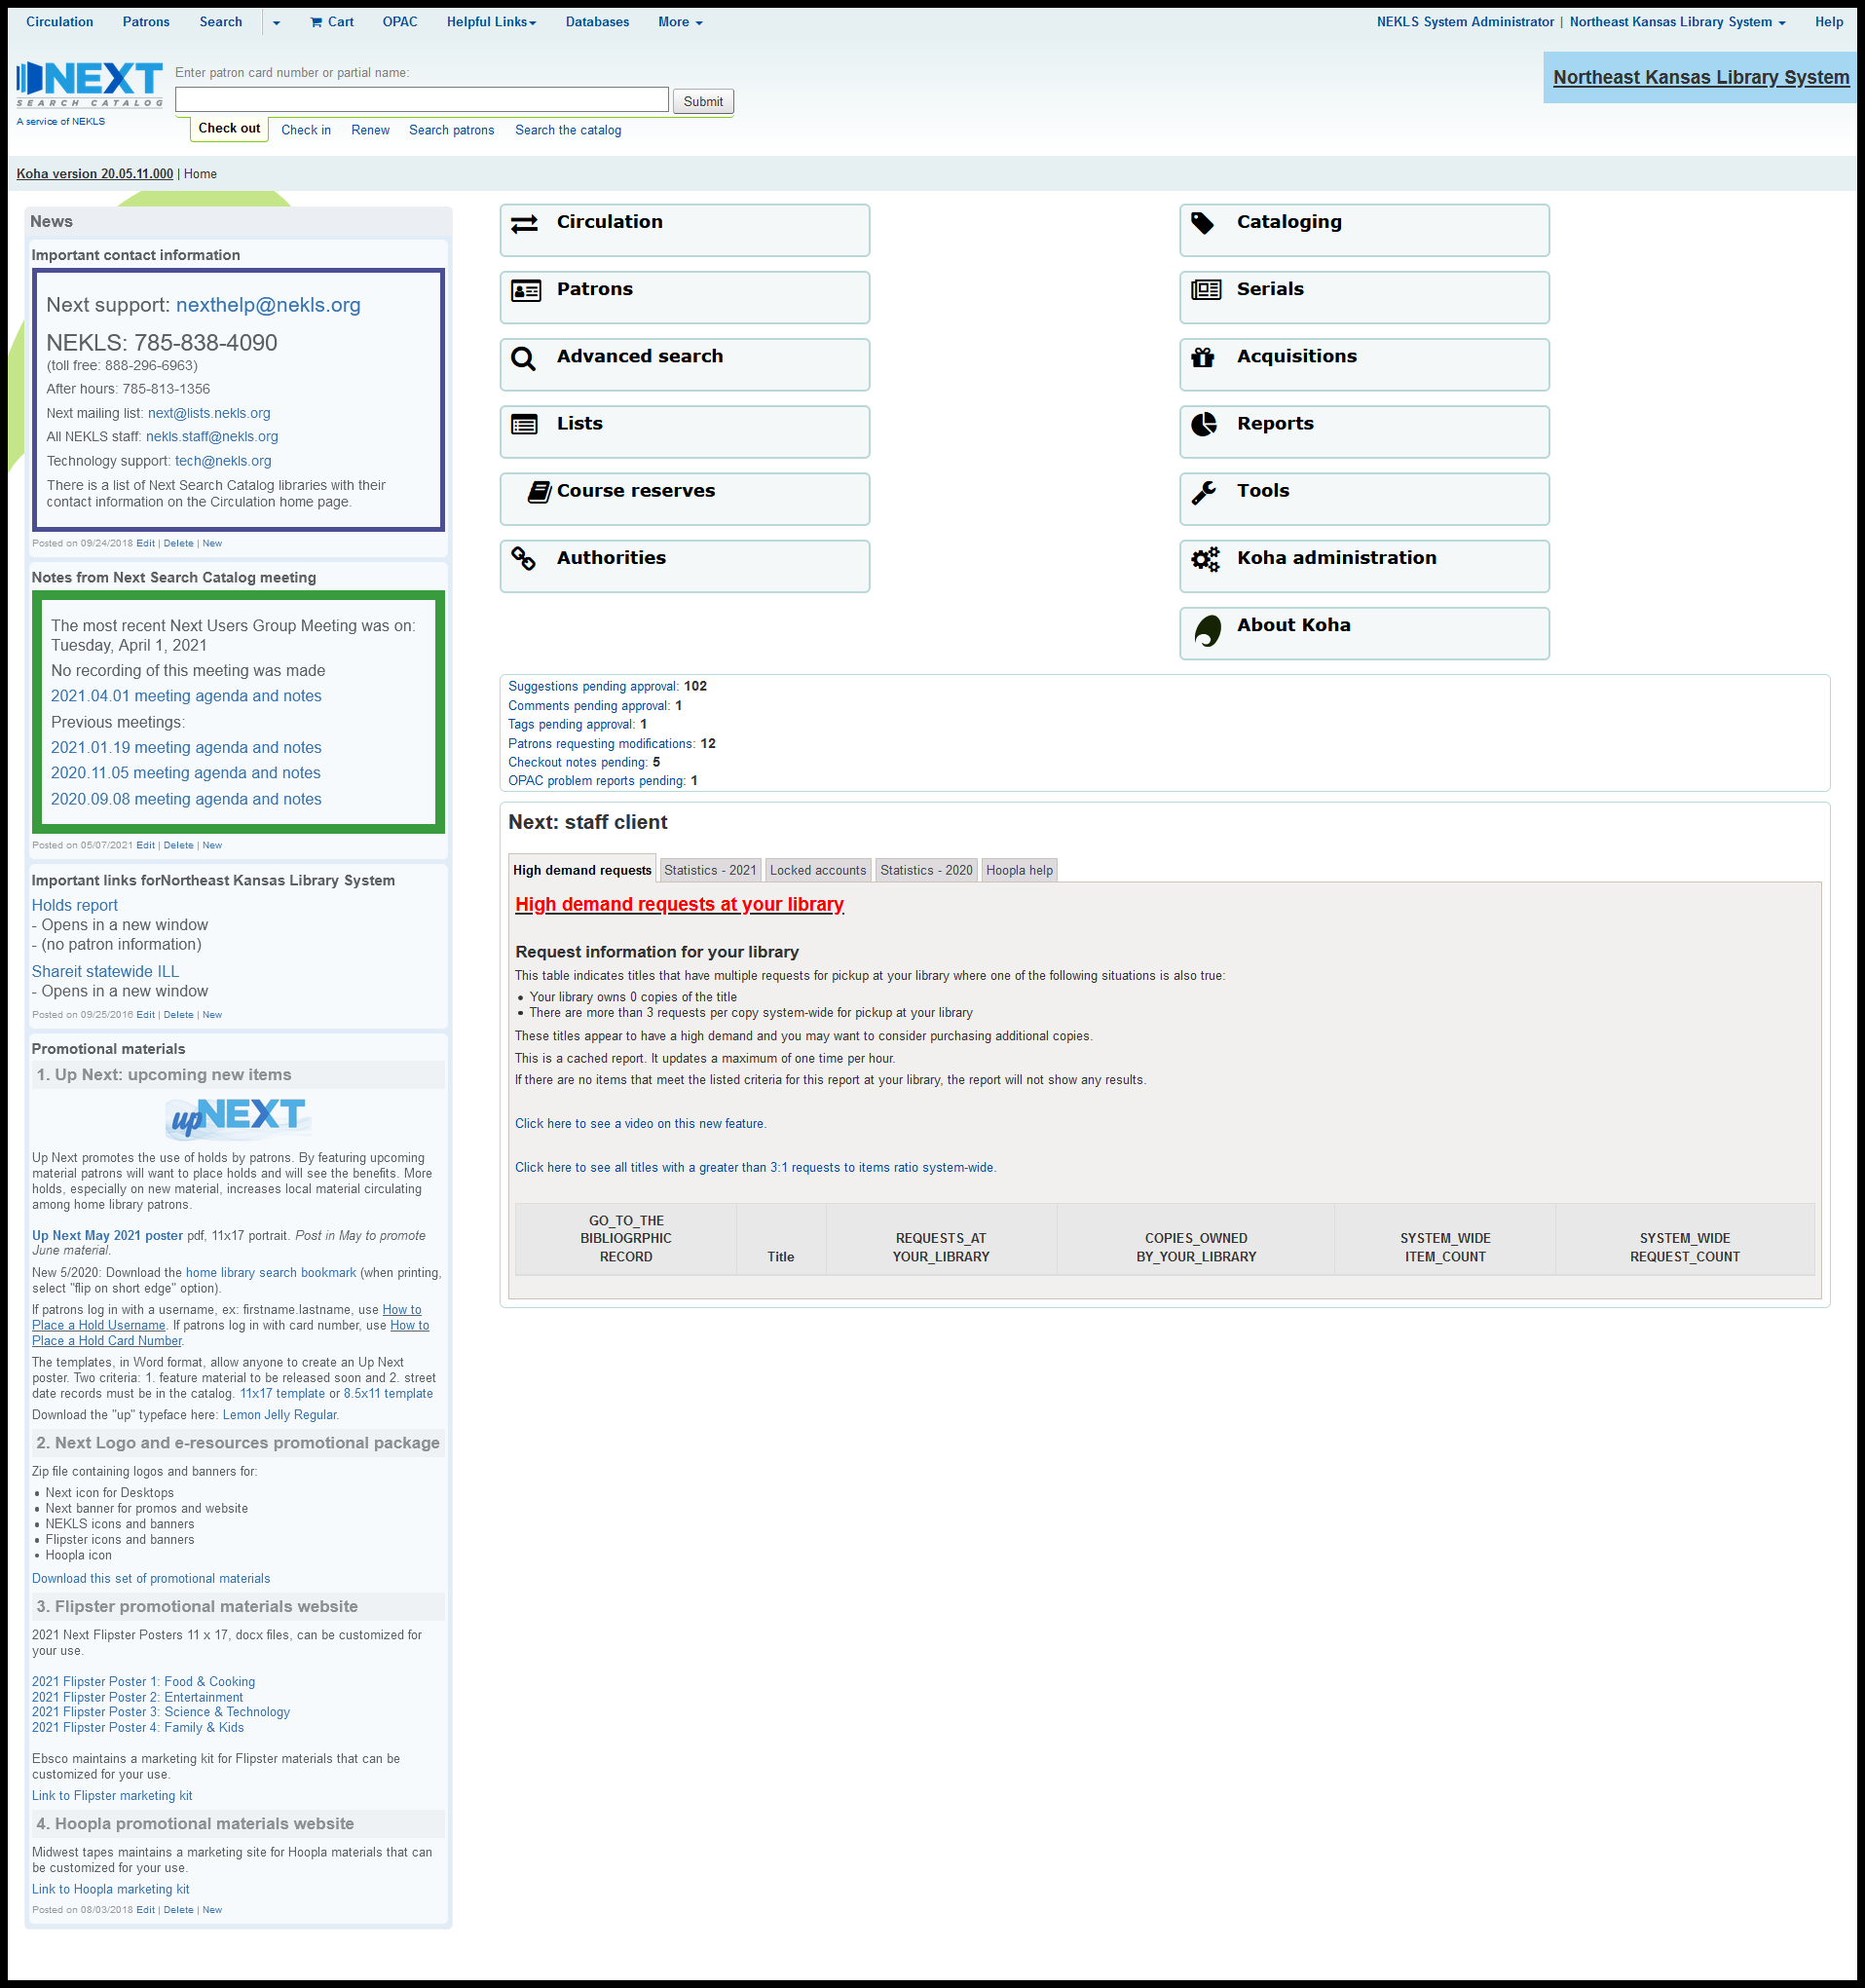 Circulation Patrons Search Cart OPAC Helpful Links Databases More NEKLS System Administrator | Northeast Kansas Library System Help
NEXT
SEARCH CATALOG
A service of NEKLS
Enter patron card number or partial name:
Submit
Check out Check in Renew Search patrons Search the catalog
Northeast Kansas Library System
Koha version 20.05.11.000 | Home
News
Important contact information
Next support: nexthelp@nekls.org
NEKLS: 785-838-4090
(toll free: 888-296-6963)
After hours: 785-813-1356
Next mailing list: next@lists.nekls.org
All NEKLS staff: nekls.staff@nekls.org
Technology support: tech@nekls.org
There is a list of Next Search Catalog libraries with their
contact information on the Circulation home page.
Posted on 09/24/2018 Edit | Delete | New
Notes from Next Search Catalog meeting
The most recent Next Users Group Meeting was on:
Tuesday, April 1, 2021
No recording of this meeting was made
2021.04.01 meeting agenda and notes
Previous meetings:
2021.01.19 meeting agenda and notes
2020.11.05 meeting agenda and notes
2020.09.08 meeting agenda and notes
Posted on 05/07/2021 Edit | Delete | New
Important links forNortheast Kansas Library System
Holds report
- Opens in a new window
- (no patron information)
Shareit statewide ILL
- Opens in a new window
Posted on 09/25/2016 Edit | Delete | New
Promotional materials
1. Up Next: upcoming new items
upNEXT
Up Next promotes the use of holds by patrons. By featuring upcoming
material patrons will want to place holds and will see the benefits. More
holds, especially on new material, increases local material circulating
among home library patrons.
Up Next May 2021 poster pdf, 11x17 portrait. Post in May to promote
June material.
New 5/2020: Download the home library search bookmark (when printing,
select "flip on short edge" option).
If patrons log in with a username, ex: firstname.lastname, use How to
Place a Hold Username. If patrons log in with card number, use How to
Place a Hold Card Number.
The templates, in Word format, allow anyone to create an Up Next
poster. Two criteria: 1. feature material to be released soon and 2. street
date records must be in the catalog. 11x17 template or 8.5x11 template
Download the "up" typeface here: Lemon Jelly Regular.
2. Next Logo and e-resources promotional package
Zip file containing logos and banners for:
• Next icon for Desktops
• Next banner for promos and website
• NEKLS icons and banners
• Flipster icons and banners
• Hoopla icon
Download this set of promotional materials
3. Flipster promotional materials website
2021 Next Flipster Posters 11 x 17, docx files, can be customized for
your use.
2021 Flipster Poster 1: Food & Cooking
2021 Flipster Poster 2: Entertainment
2021 Flipster Poster 3: Science & Technology
2021 Flipster Poster 4: Family & Kids
Ebsco maintains a marketing kit for Flipster materials that can be
customized for your use.
Link to Flipster marketing kit
4. Hoopla promotional materials website
Midwest tapes maintains a marketing site for Hoopla materials that can
be customized for your use.
Link to Hoopla marketing kit
Posted on 08/03/2018 Edit | Delete | New
Circulation
Patrons
Advanced search
Lists
Course reserves
Authorities
Cataloging
Serials
Acquisitions
Reports
Tools
Koha administration
About Koha
Suggestions pending approval: 102
Comments pending approval: 1
Tags pending approval: 1
Patrons requesting modifications: 12
Checkout notes pending: 5
OPAC problem reports pending: 1
Next: staff client
High demand requests Statistics - 2021 Locked accounts Statistics - 2020 Hoopla help
High demand requests at your library
Request information for your library
This table indicates titles that have multiple requests for pickup at your library where one of the following situations is also true:
• Your library owns 0 copies of the title
• There are more than 3 requests per copy system-wide for pickup at your library
These titles appear to have a high demand and you may want to consider purchasing additional copies.
This is a cached report. It updates a maximum of one time per hour.
If there are no items that meet the listed criteria for this report at your library, the report will not show any results.
Click here to see a video on this new feature.
Click here to see all titles with a greater than 3:1 requests to items ratio system-wide.
GO_TO_THE
BIBLIOGRPHIC
RECORD
Title
REQUESTS_AT
YOUR_LIBRARY
COPIES_OWNED
BY_YOUR_LIBRARY
SYSTEM_WIDE
ITEM_COUNT
SYSTEM_WIDE
REQUEST_COUNT